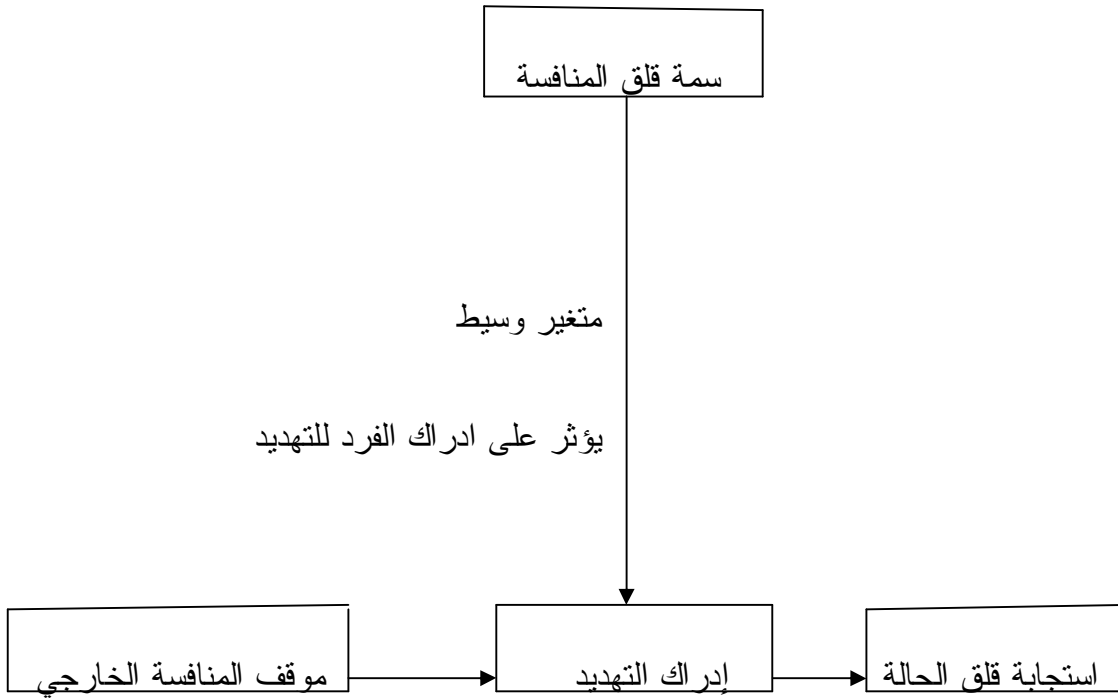 سمة قلق المنافسة
متغير وسيط
يؤثر على ادراك الفرد للتهديد
موقف المنافسة الخارجي
إدراك التهديد
استجابة قلق الحالة